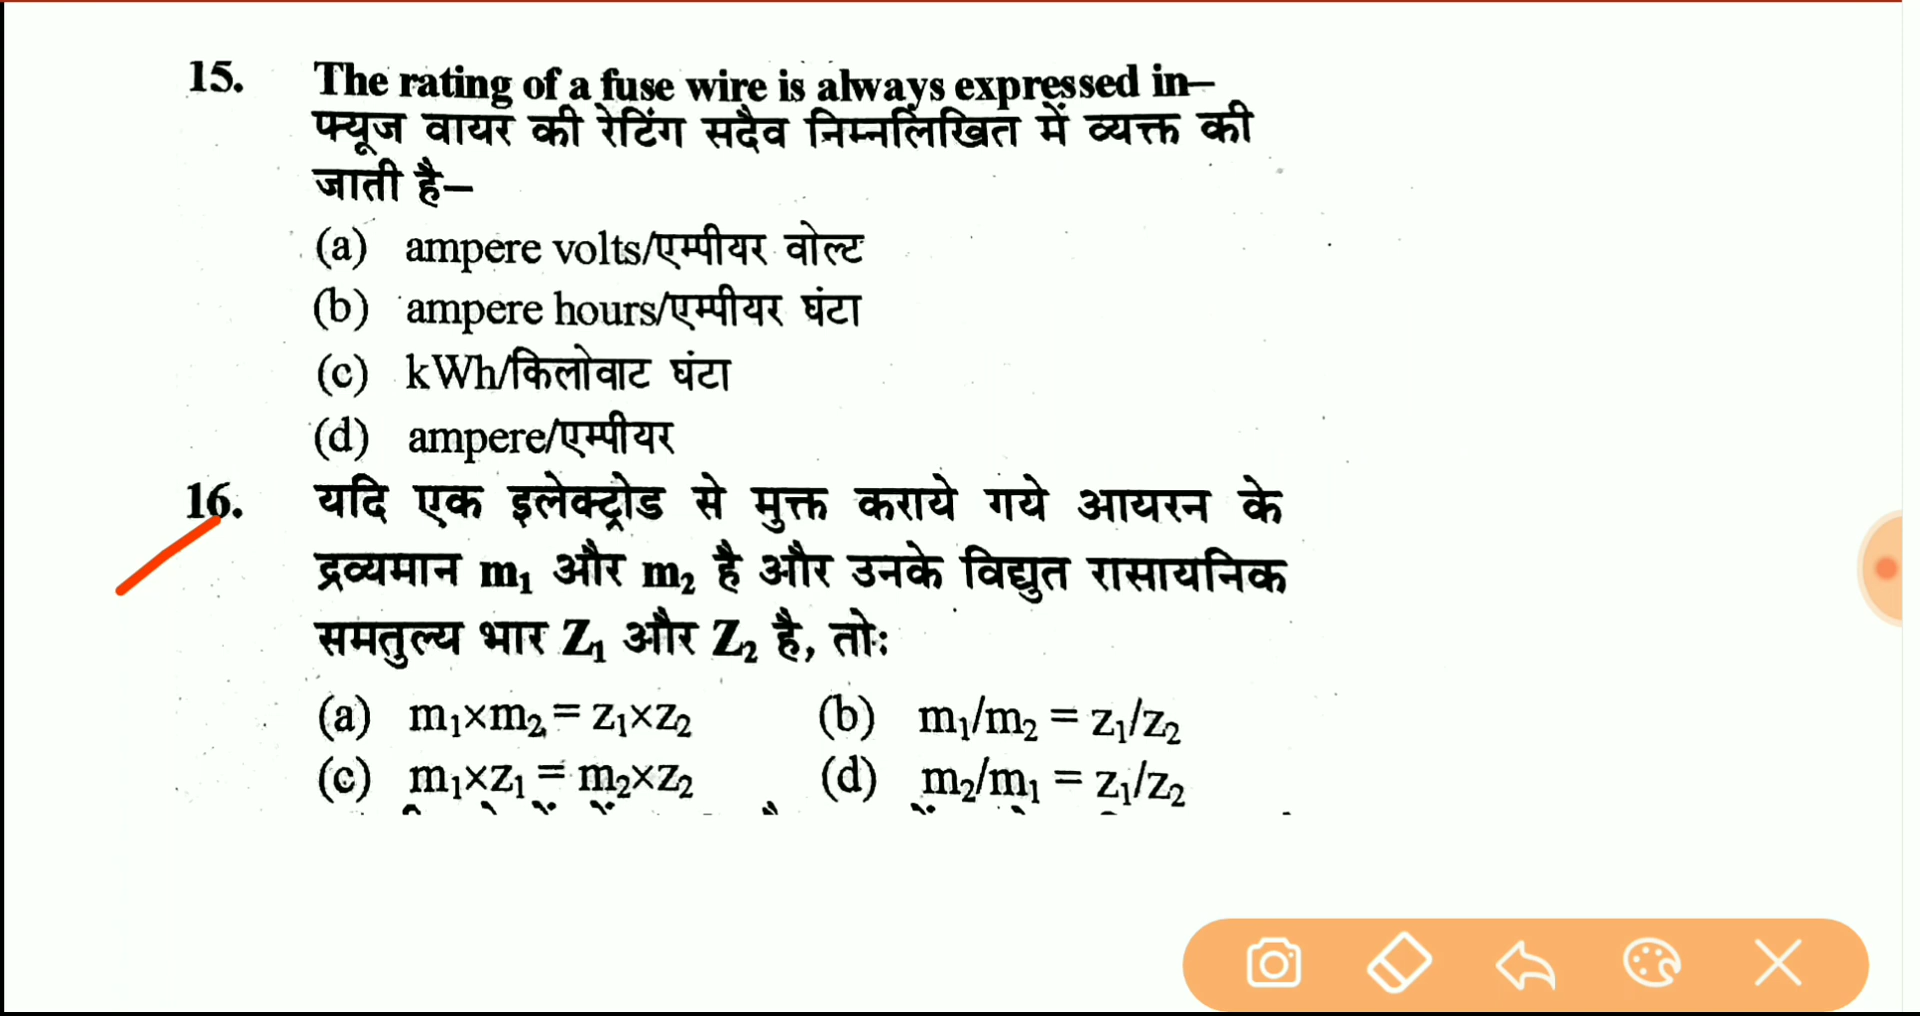 15. The rating of a fuse wire is always expressed in–
फ्यूज वायर की रेटिंग सदैव निम्नलिखित में व्यक्त की
जाती है–
(a) ampere volts/एम्पीयर वोल्ट
(b) ampere hours/एम्पीयर घंटा
(c) kWh/किलोवाट घंटा
(d) ampere/एम्पीयर
16. यदि एक इलेक्ट्रोड से मुक्त कराये गये आयरन के
द्रव्यमान m₁ और m₂ है और उनके विद्युत रासायनिक
समतुल्य भार Z₁ और Z₂ है, तोः
(a) m₁×m₂ = z₁×z₂ (b) m₁/m₂ = z₁/z₂
(c) m₁×z₁ = m₂×z₂ (d) m₂/m₁ = z₁/z₂